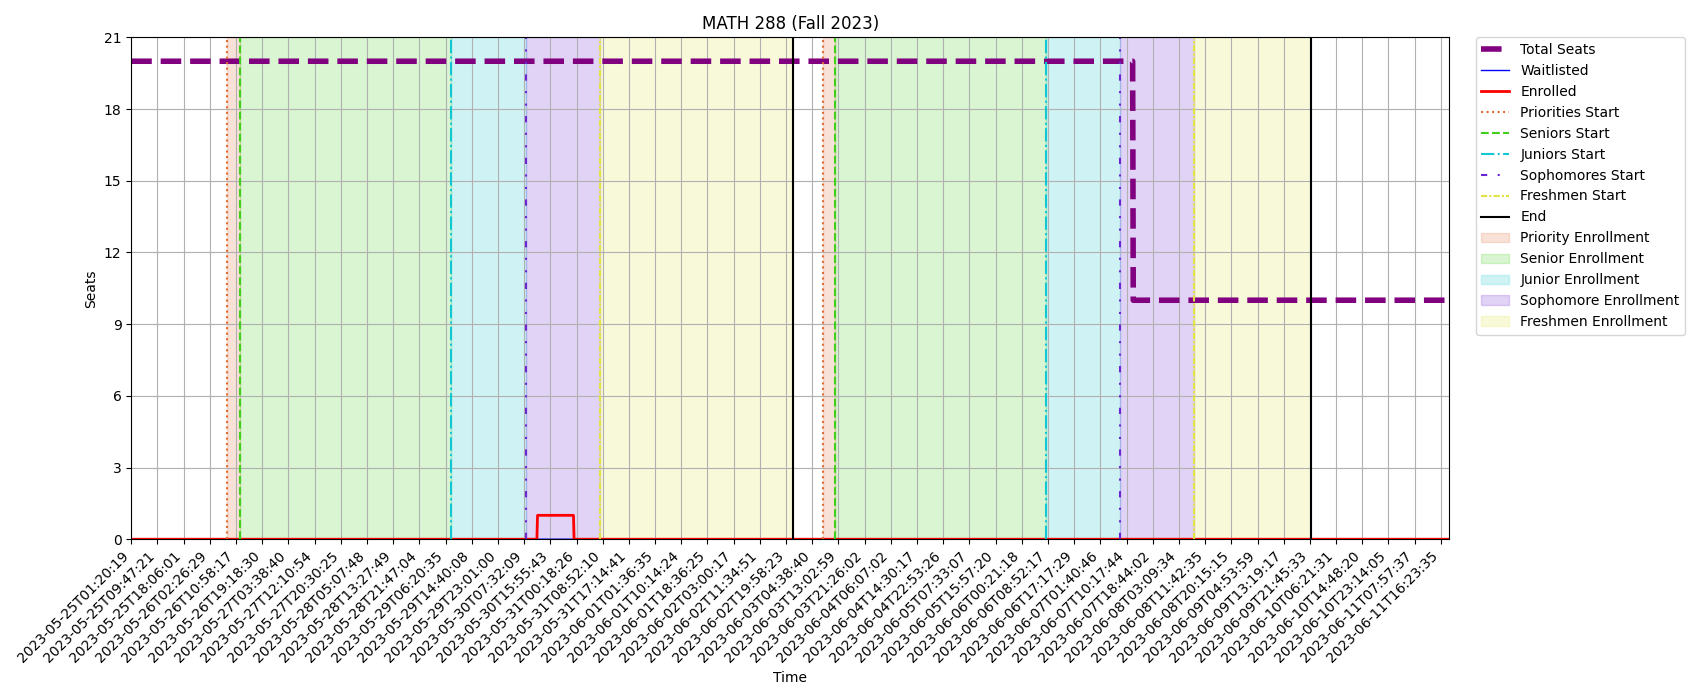 MATH 288 (Fall 2023)
21
18
15
12
9
6
3
0
Seats
2023-05-25T01:20:19
2023-05-25T09:47:21
2023-05-25T18:06:01
2023-05-26T02:26:29
2023-05-26T10:58:17
2023-05-26T19:18:30
2023-05-27T03:38:40
2023-05-27T12:10:54
2023-05-27T20:30:25
2023-05-28T05:07:48
2023-05-28T13:27:49
2023-05-28T21:47:04
2023-05-29T06:20:35
2023-05-29T14:40:08
2023-05-29T23:01:00
2023-05-30T07:32:09
2023-05-30T15:55:43
2023-05-31T00:18:26
2023-05-31T08:52:10
2023-05-31T17:14:41
2023-06-01T01:36:35
2023-06-01T10:14:24
2023-06-01T18:36:25
2023-06-02T03:00:17
2023-06-02T11:34:51
2023-06-02T19:58:23
2023-06-03T04:38:40
2023-06-03T13:02:59
2023-06-03T21:26:02
2023-06-04T06:07:02
2023-06-04T14:30:17
2023-06-04T22:53:26
2023-06-05T07:33:07
2023-06-05T15:57:20
2023-06-06T00:21:18
2023-06-06T08:52:17
2023-06-06T17:17:29
2023-06-07T01:40:46
2023-06-07T10:17:44
2023-06-07T18:44:02
2023-06-08T03:09:34
2023-06-08T11:42:35
2023-06-08T20:15:15
2023-06-09T04:53:59
2023-06-09T13:19:17
2023-06-09T21:45:33
2023-06-10T06:21:31
2023-06-10T14:48:20
2023-06-10T23:14:05
2023-06-11T07:57:37
2023-06-11T16:23:35
Time
Total Seats
Waitlisted
Enrolled
Priorities Start
Seniors Start
Juniors Start
Sophomores Start
Freshmen Start
End
Priority Enrollment
Senior Enrollment
Junior Enrollment
Sophomore Enrollment
Freshmen Enrollment